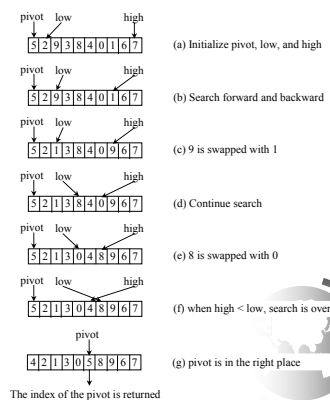 pivot low high
5 2 9 3 8 4 0 1 6 7 (a) Initialize pivot, low, and high
pivot low high
5 2 9 3 8 4 0 1 6 7 (b) Search forward and backward
pivot low high
5 2 1 3 8 4 0 9 6 7 (c) 9 is swapped with 1
pivot low high
5 2 1 3 8 4 0 9 6 7 (d) Continue search
pivot low high
5 2 1 3 0 4 8 9 6 7 (e) 8 is swapped with 0
pivot low high
5 2 1 3 0 4 8 9 6 7 (f) when high < low, search is over
pivot
4 2 1 3 0 5 8 9 6 7 (g) pivot is in the right place
The index of the pivot is returned